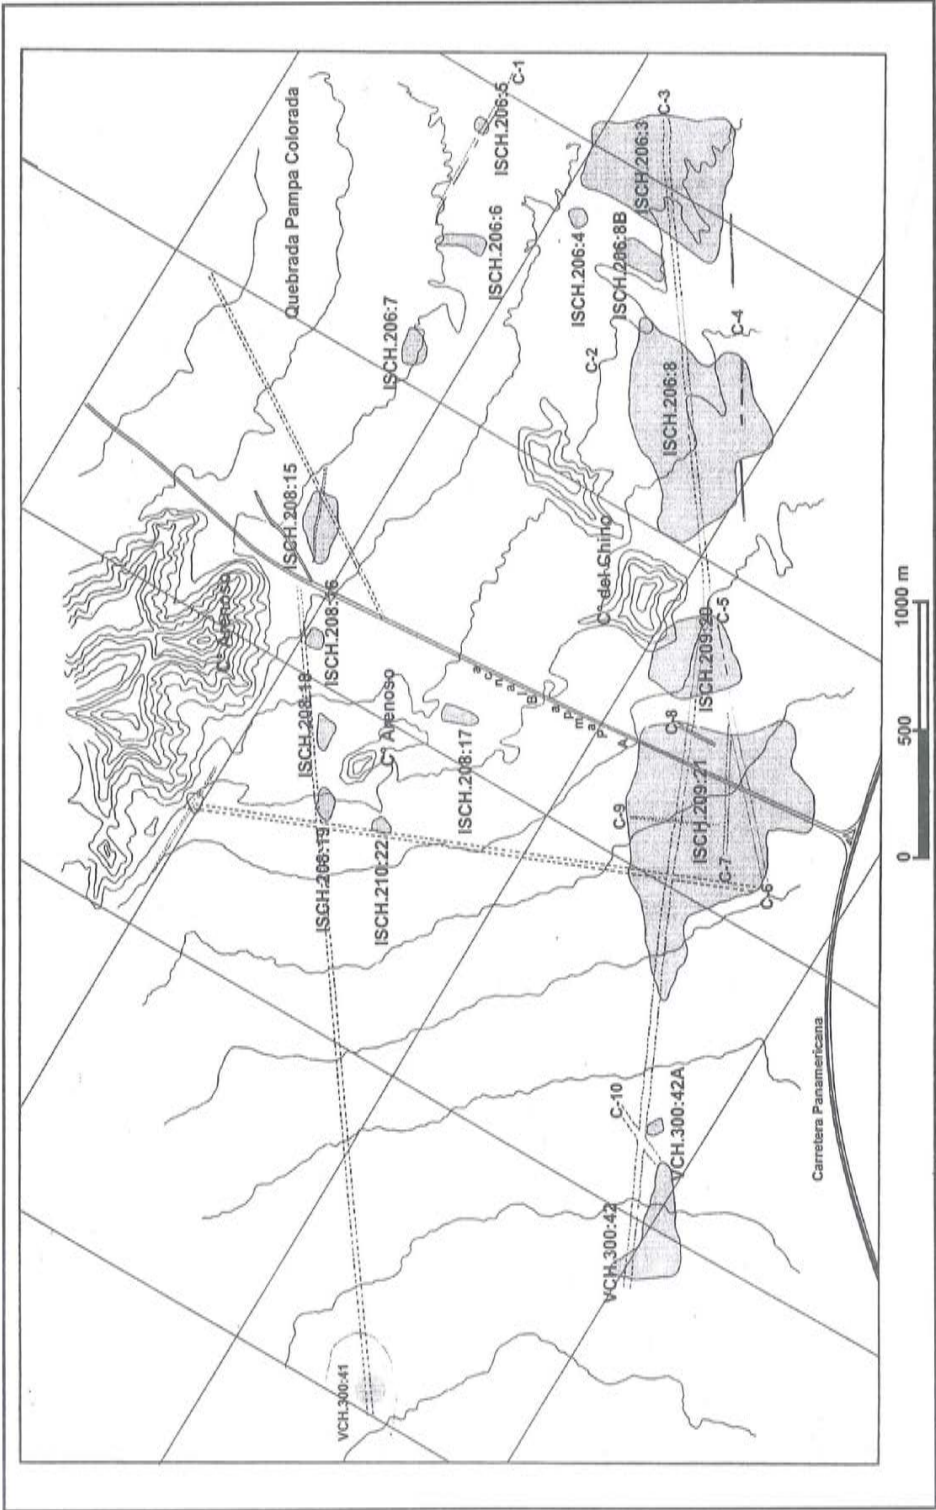 Quebrada Pampa Colorada
C-1
ISCH.206:5
ISCH.206:6
ISCH.206:7
C-3
ISCH.206:3
ISCH.206:4
ISCH.206:8B
C-2
C-4
ISCH.206:8
ISCH.208:15
Cº Arenoso
ISCH.208:16
ISCH.208:18
Cº Arenoso
ISCH.208:17
ISCH.208:19
ISCH.210:22
Cº del Chino
A Pampa Blanca
ISCH.209:20
C-5
C-8
C-9
ISCH.209:21
C-7
C-6
C-10
VCH.300:42A
VCH.300:42
VCH.300:41
Carretera Panamericana
0 500 1000 m